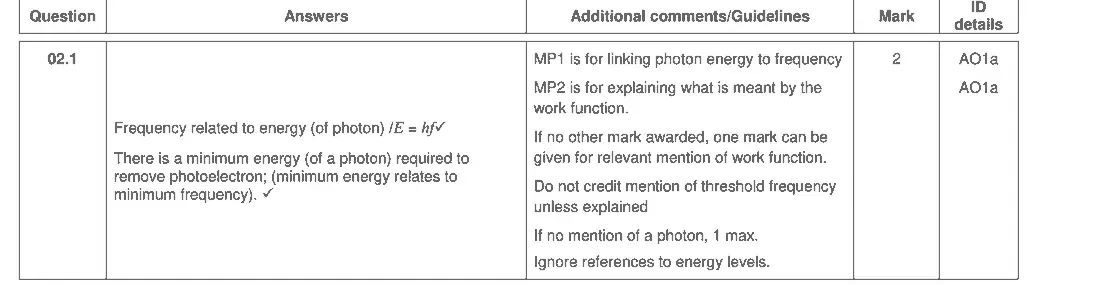 Question Answers Additional comments/Guidelines Mark ID details
02.1
Frequency related to energy (of photon) /E = hf✓
There is a minimum energy (of a photon) required to
remove photoelectron; (minimum energy relates to
minimum frequency). ✓
MP1 is for linking photon energy to frequency
MP2 is for explaining what is meant by the
work function.
If no other mark awarded, one mark can be
given for relevant mention of work function.
Do not credit mention of threshold frequency
unless explained
If no mention of a photon, 1 max.
Ignore references to energy levels.
2
AO1a
AO1a